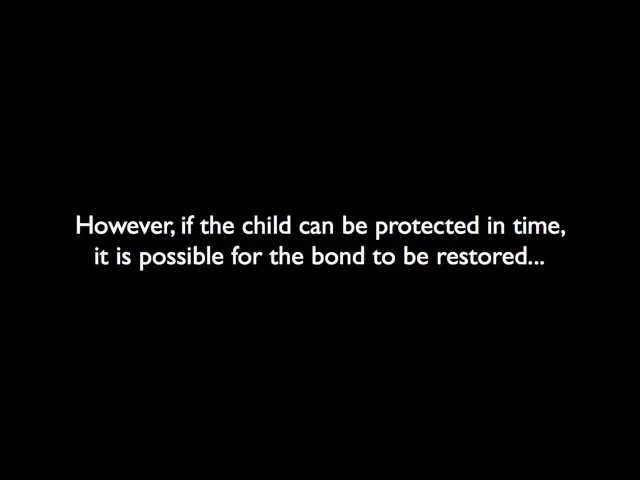 However, if the child can be protected in time,
it is possible for the bond to be restored...